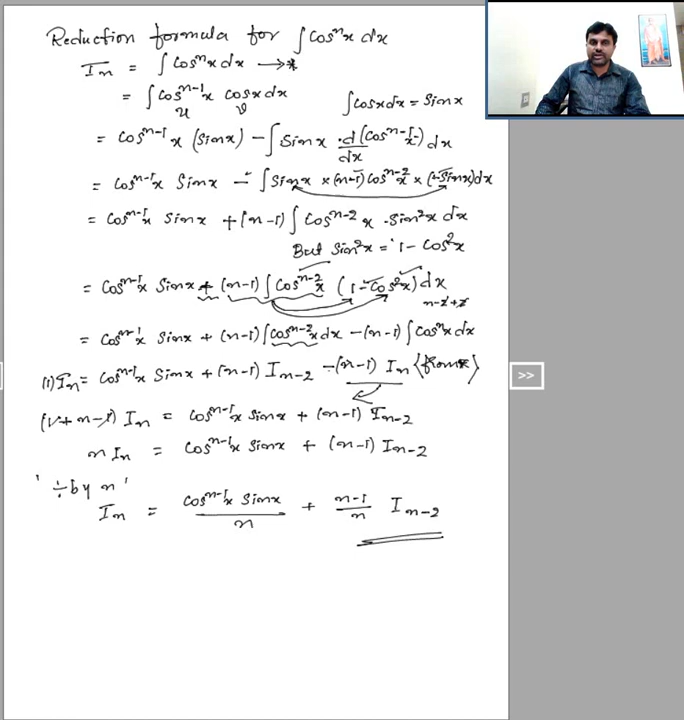 Reduction formula for ∫cosⁿx dx
Iₙ = ∫cosⁿx dx → *
= ∫cosⁿ⁻¹x cosx dx
u v
∫cosx dx = Sinx
= cosⁿ⁻¹x (sinx) − ∫sinx · d/dx (cosⁿ⁻¹x) dx
= cosⁿ⁻¹x sinx − ∫sinx × (n-1) cosⁿ⁻²x × (-sinx) dx
= cosⁿ⁻¹x sinx + (n-1) ∫cosⁿ⁻²x · sin²x dx
But sin²x = 1 - cos²x
= cosⁿ⁻¹x sinx + (n-1) ∫cosⁿ⁻²x (1-cos²x) dx
n-2+2
= cosⁿ⁻¹x sinx + (n-1) ∫cosⁿ⁻²x dx − (n-1) ∫cosⁿx dx
(1) Iₙ = cosⁿ⁻¹x sinx + (n-1) Iₙ₋₂ − (n-1) Iₙ {from *}
(1+n-1) Iₙ = cosⁿ⁻¹x sinx + (n-1) Iₙ₋₂
n Iₙ = cosⁿ⁻¹x sinx + (n-1) Iₙ₋₂
' ÷by n '
Iₙ = cosⁿ⁻¹x sinx / n + n-1 / n Iₙ₋₂
>>